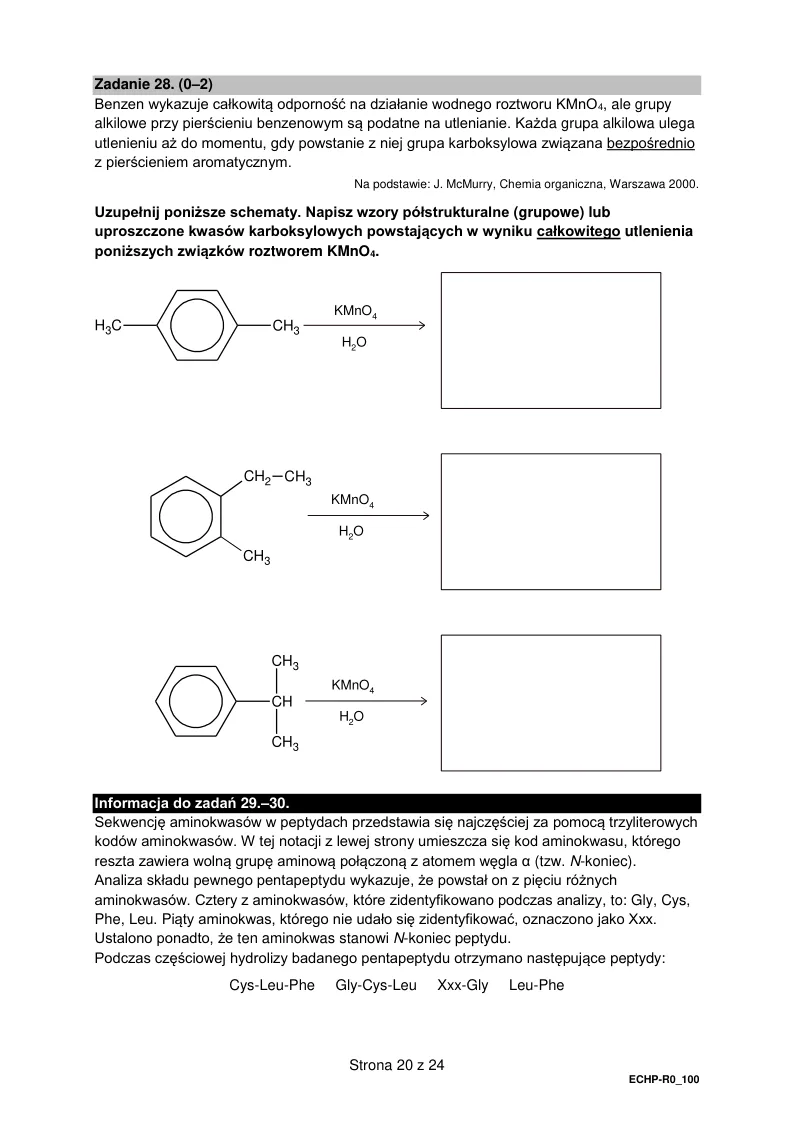 Zadanie 28. (0–2)
Benzen wykazuje całkowitą odporność na działanie wodnego roztworu KMnO₄, ale grupy
alkilowe przy pierścieniu benzenowym są podatne na utlenianie. Każda grupa alkilowa ulega
utlenieniu aż do momentu, gdy powstanie z niej grupa karboksylowa związana bezpośrednio
z pierścieniem aromatycznym.
Na podstawie: J. McMurry, Chemia organiczna, Warszawa 2000.
Uzupełnij poniższe schematy. Napisz wzory półstrukturalne (grupowe) lub
uproszczone kwasów karboksylowych powstających w wyniku całkowitego utlenienia
poniższych związków roztworem KMnO₄.
H₃C CH₃ KMnO₄
H₂O
CH₂–CH₃
KMnO₄
H₂O
CH₃
CH₃
KMnO₄
CH
H₂O
CH₃
Informacja do zadań 29.–30.
Sekwencję aminokwasów w peptydach przedstawia się najczęściej za pomocą trzyliterowych
kodów aminokwasów. W tej notacji z lewej strony umieszcza się kod aminokwasu, którego
reszta zawiera wolną grupę aminową połączoną z atomem węgla α (tzw. N-koniec).
Analiza składu pewnego pentapeptydu wykazuje, że powstał on z pięciu różnych
aminokwasów. Cztery z aminokwasów, które zidentyfikowano podczas analizy, to: Gly, Cys,
Phe, Leu. Piąty aminokwas, którego nie udało się zidentyfikować, oznaczono jako Xxx.
Ustalono ponadto, że ten aminokwas stanowi N-koniec peptydu.
Podczas częściowej hydrolizy badanego pentapeptydu otrzymano następujące peptydy:
Cys-Leu-Phe Gly-Cys-Leu Xxx-Gly Leu-Phe
Strona 20 z 24
ECHP-R0_100